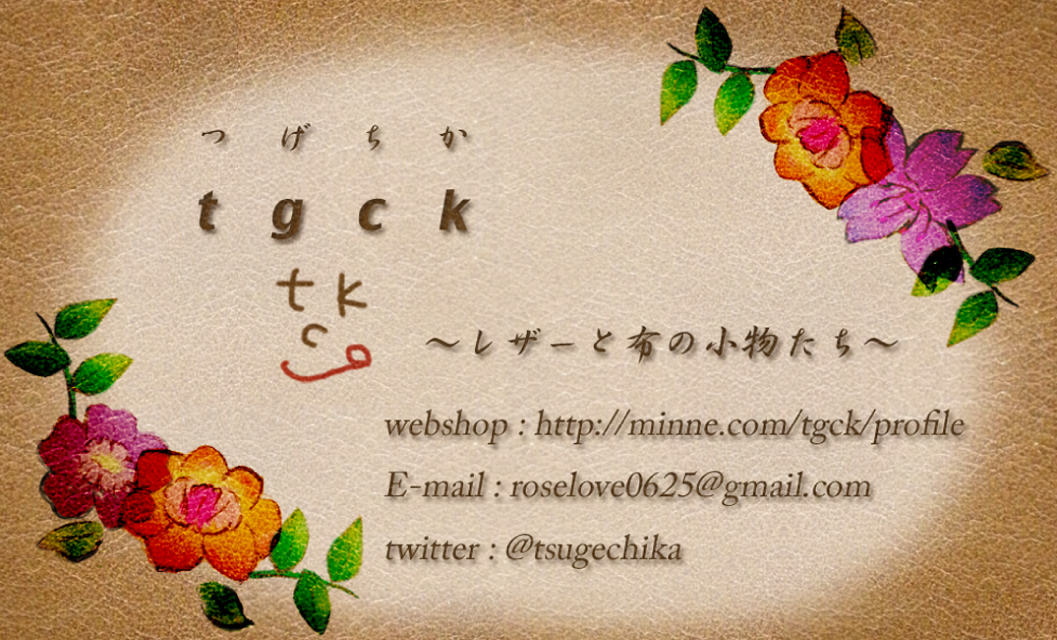 つげちか
tgck
t k
c
～レザーと布の小物たち～
webshop : http://minne.com/tgck/profile
E-mail : roselove0625@gmail.com
twitter : @tsugechika